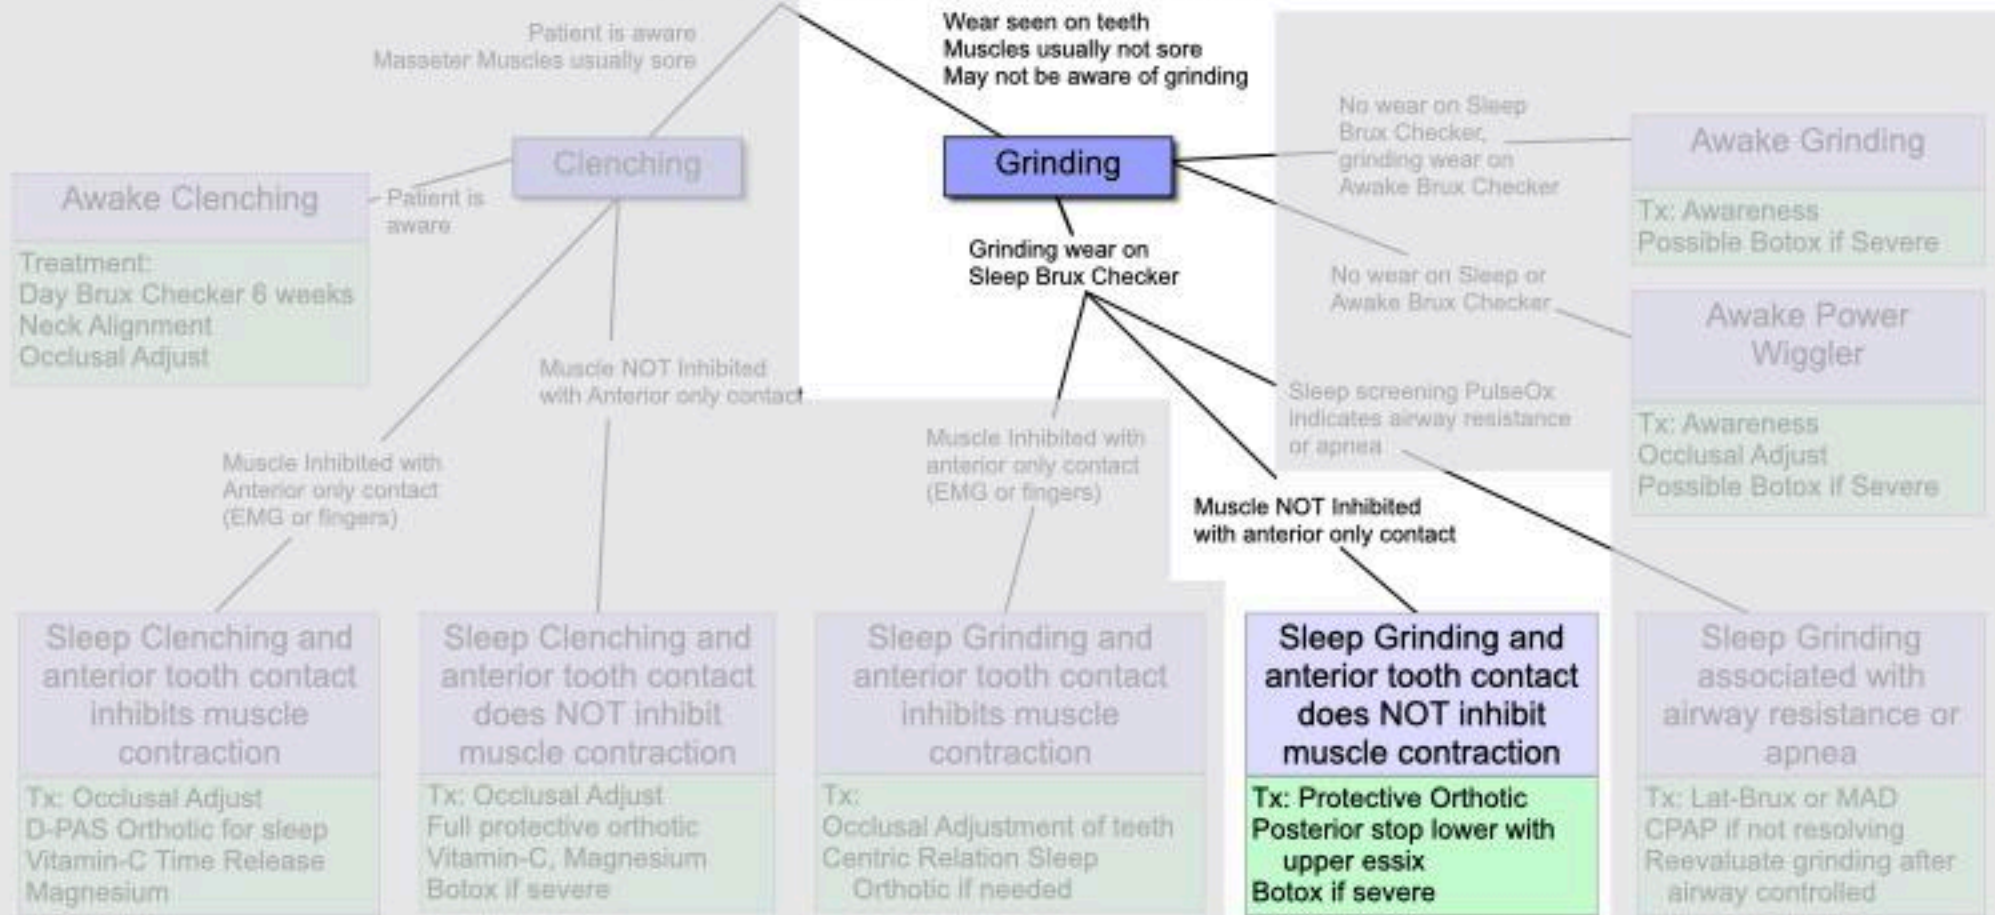 Patient is aware
Masseter Muscles usually sore
Wear seen on teeth
Muscles usually not sore
May not be aware of grinding
Clenching
Grinding
No wear on Sleep
Brux Checker,
grinding wear on
Awake Brux Checker
Awake Grinding
Tx: Awareness
Possible Botox if Severe
Awake Clenching
Patient is
aware
Treatment:
Day Brux Checker 6 weeks
Neck Alignment
Occlusal Adjust
Grinding wear on
Sleep Brux Checker
No wear on Sleep or
Awake Brux Checker
Awake Power
Wiggler
Tx: Awareness
Occlusal Adjust
Possible Botox if Severe
Muscle NOT Inhibited
with Anterior only contact
Sleep screening PulseOx
indicates airway resistance
or apnea
Muscle Inhibited with
Anterior only contact
(EMG or fingers)
Muscle Inhibited with
anterior only contact
(EMG or fingers)
Muscle NOT Inhibited
with anterior only contact
Sleep Clenching and
anterior tooth contact
inhibits muscle
contraction
Tx: Occlusal Adjust
D-PAS Orthotic for sleep
Vitamin-C Time Release
Magnesium
Sleep Clenching and
anterior tooth contact
does NOT inhibit
muscle contraction
Tx: Occlusal Adjust
Full protective orthotic
Vitamin-C, Magnesium
Botox if severe
Sleep Grinding and
anterior tooth contact
inhibits muscle
contraction
Tx:
Occlusal Adjustment of teeth
Centric Relation Sleep
Orthotic if needed
Sleep Grinding and
anterior tooth contact
does NOT inhibit
muscle contraction
Tx: Protective Orthotic
Posterior stop lower with
upper essix
Botox if severe
Sleep Grinding
associated with
airway resistance or
apnea
Tx: Lat-Brux or MAD
CPAP if not resolving
Reevaluate grinding after
airway controlled